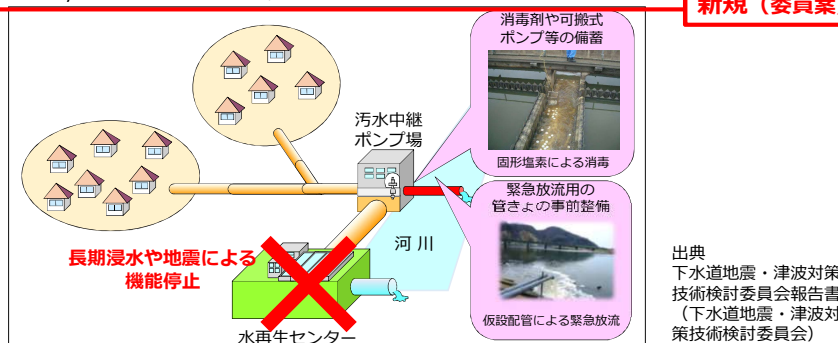 新規（委員案
消毒剤や可搬式
ポンプ等の備蓄
固形塩素による消毒
汚水中継
ポンプ場
緊急放流用の
管きょの事前整備
仮設配管による緊急放流
河 川
長期浸水や地震による
機能停止
水再生センター
出典
下水道地震・津波対策
技術検討委員会報告書
（下水道地震・津波対
策技術検討委員会）